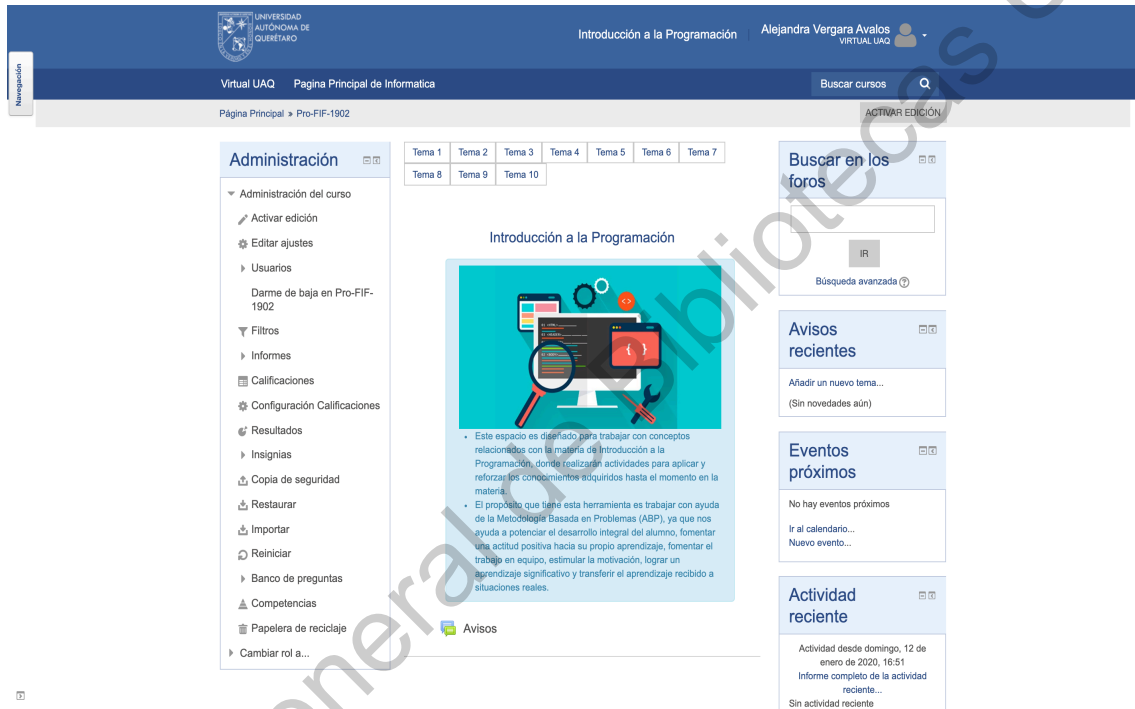 UNIVERSIDAD
AUTÓNOMA DE
QUERÉTARO
Introducción a la Programación
Alejandra Vergara Avalos
VIRTUAL UAQ
Navegación
Virtual UAQ Pagina Principal de Informatica
Buscar cursos
Página Principal » Pro-FIF-1902
ACTIVAR EDICIÓN
Administración
Administración del curso
Activar edición
Editar ajustes
Usuarios
Darme de baja en Pro-FIF-
1902
Filtros
Informes
Calificaciones
Configuración Calificaciones
Resultados
Insignias
Copia de seguridad
Restaurar
Importar
Reiniciar
Banco de preguntas
Competencias
Papelera de reciclaje
Cambiar rol a...
Tema 1 Tema 2 Tema 3 Tema 4 Tema 5 Tema 6 Tema 7
Tema 8 Tema 9 Tema 10
Introducción a la Programación
• Este espacio es diseñado para trabajar con conceptos
relacionados con la materia de Introducción a la
Programación, donde realizarán actividades para aplicar y
reforzar los conocimientos adquiridos hasta el momento en la
materia.
• El propósito que tiene esta herramienta es trabajar con ayuda
de la Metodología Basada en Problemas (ABP), ya que nos
ayuda a potenciar el desarrollo integral del alumno, fomentar
una actitud positiva hacia su propio aprendizaje, fomentar el
trabajo en equipo, estimular la motivación, lograr un
aprendizaje significativo y transferir el aprendizaje recibido a
situaciones reales.
Avisos
Buscar en los
foros
IR
Búsqueda avanzada
Avisos
recientes
Añadir un nuevo tema...
(Sin novedades aún)
Eventos
próximos
No hay eventos próximos
Ir al calendario...
Nuevo evento...
Actividad
reciente
Actividad desde domingo, 12 de
enero de 2020, 16:51
Informe completo de la actividad
reciente...
Sin actividad reciente
neral de Bibliotecas